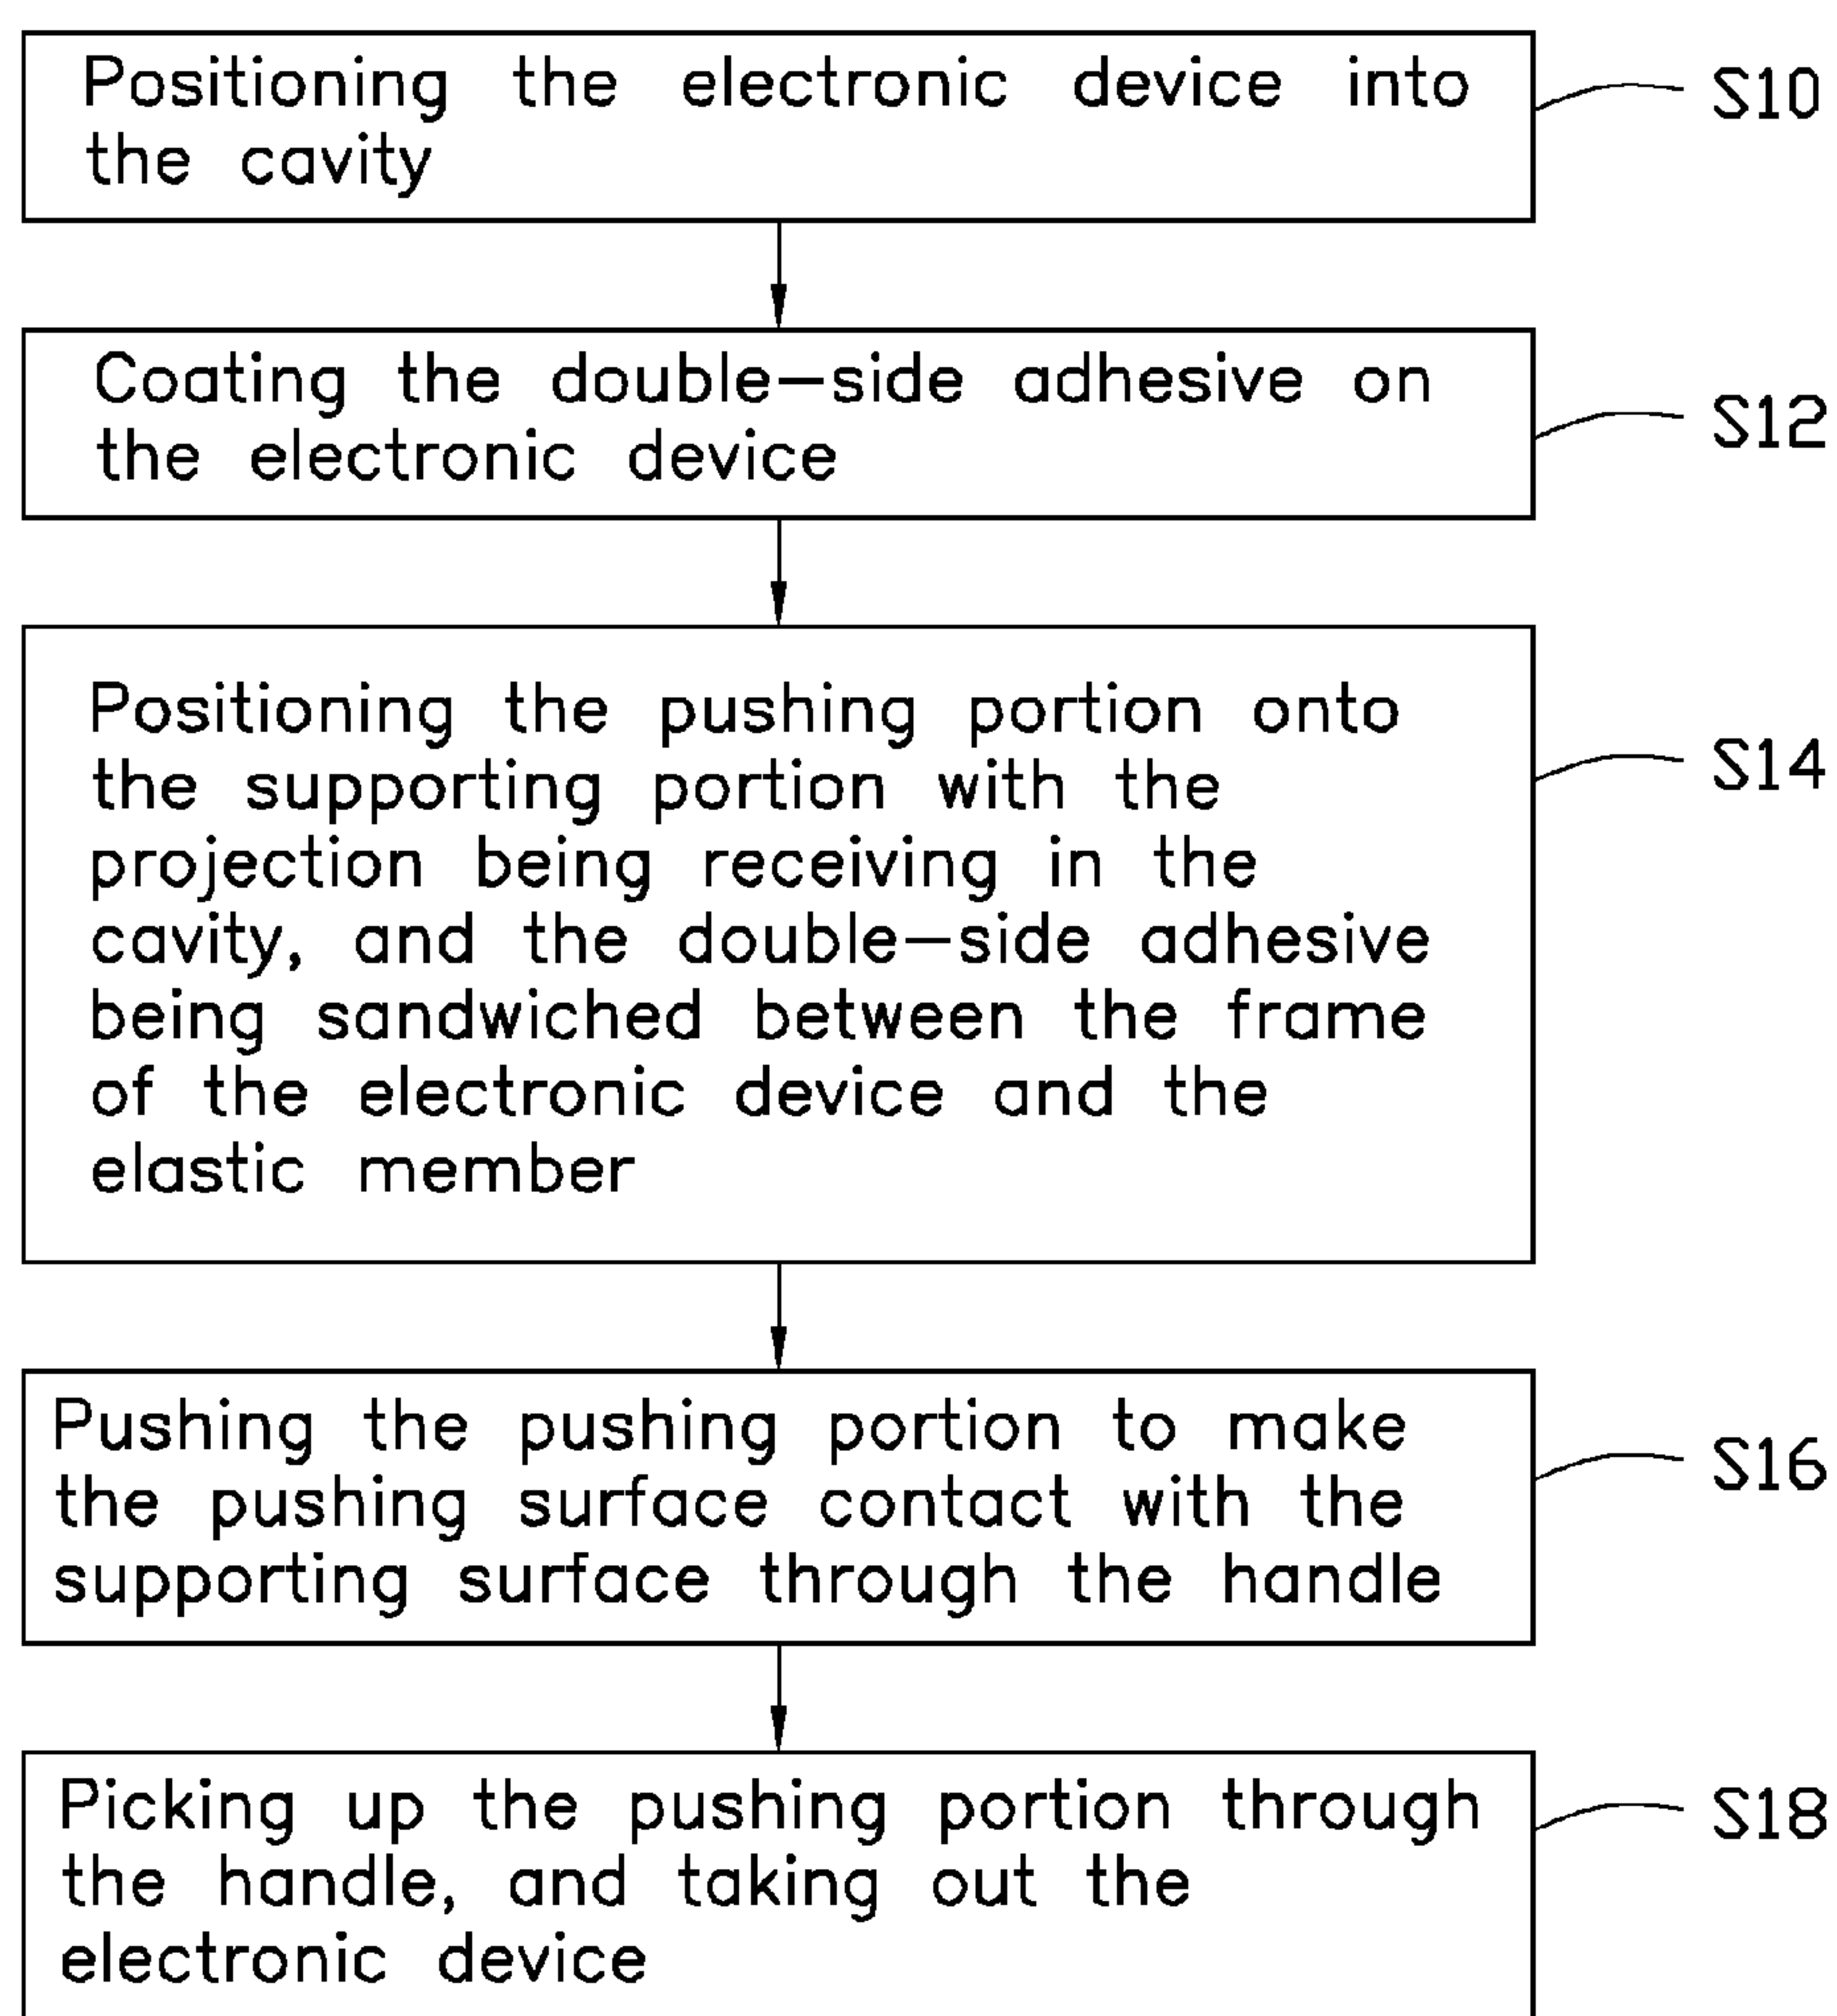 Positioning the electronic device into
the cavity
S10
Coating the double-side adhesive on
the electronic device
S12
Positioning the pushing portion onto
the supporting portion with the
projection being receiving in the
cavity, and the double-side adhesive
being sandwiched between the frame
of the electronic device and the
elastic member
S14
Pushing the pushing portion to make
the pushing surface contact with the
supporting surface through the handle
S16
Picking up the pushing portion through
the handle, and taking out the
electronic device
S18